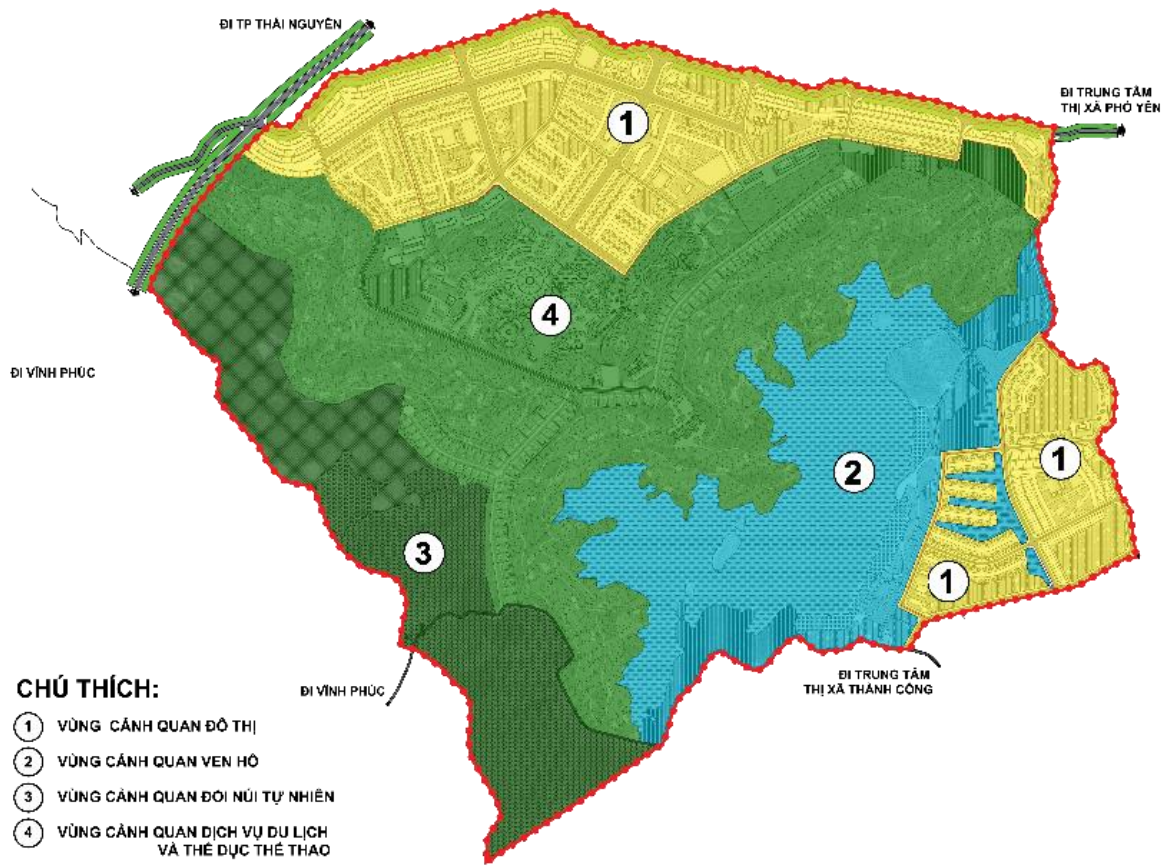 ĐI TP THÁI NGUYÊN
ĐI TRUNG TÂM
THỊ XÃ PHỔ YÊN
1
4
ĐI VĨNH PHÚC
2
1
3
1
ĐI TRUNG TÂM
THỊ XÃ THÀNH CÔNG
ĐI VĨNH PHÚC
CHÚ THÍCH:
1 VÙNG CẢNH QUAN ĐÔ THỊ
2 VÙNG CẢNH QUAN VEN HỒ
3 VÙNG CẢNH QUAN ĐỒI NÚI TỰ NHIÊN
4 VÙNG CẢNH QUAN DỊCH VỤ DU LỊCH
VÀ THỂ DỤC THỂ THAO